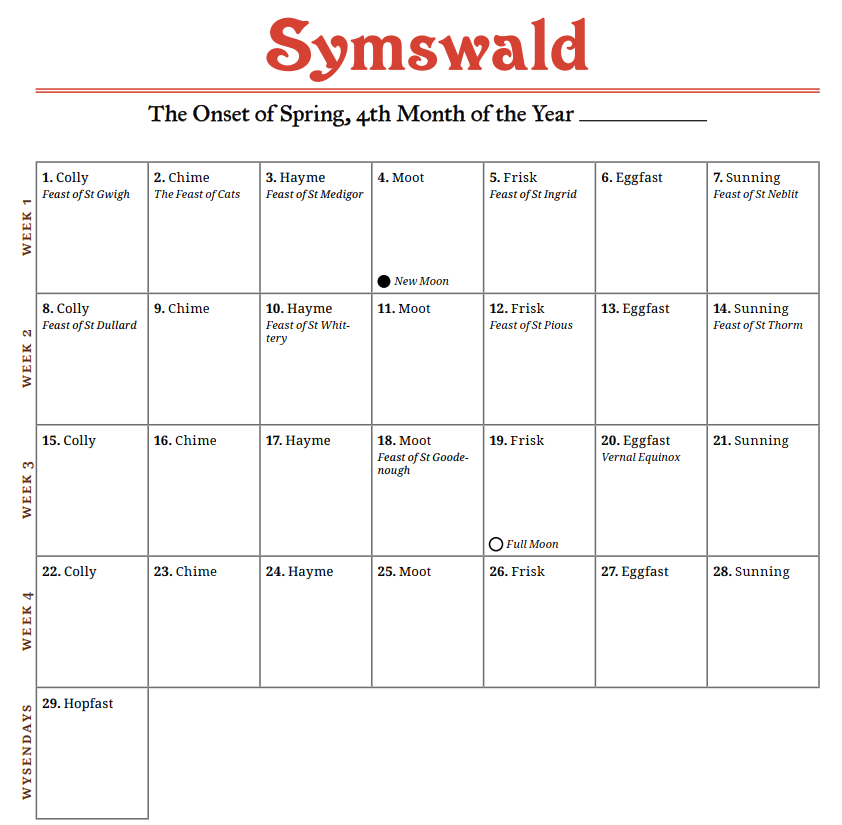 Symswald
The Onset of Spring, 4th Month of the Year
WEEK 1
1. Colly
Feast of St Gwigh
2. Chime
The Feast of Cats
3. Hayme
Feast of St Medigor
4. Moot
New Moon
5. Frisk
Feast of St Ingrid
6. Eggfast
7. Sunning
Feast of St Neblit
WEEK 2
8. Colly
Feast of St Dullard
9. Chime
10. Hayme
Feast of St Whit-
tery
11. Moot
12. Frisk
Feast of St Pious
13. Eggfast
14. Sunning
Feast of St Thorm
WEEK 3
15. Colly
16. Chime
17. Hayme
18. Moot
Feast of St Goode-
nough
19. Frisk
Full Moon
20. Eggfast
Vernal Equinox
21. Sunning
WEEK 4
22. Colly
23. Chime
24. Hayme
25. Moot
26. Frisk
27. Eggfast
28. Sunning
WYSENDAYS
29. Hopfast